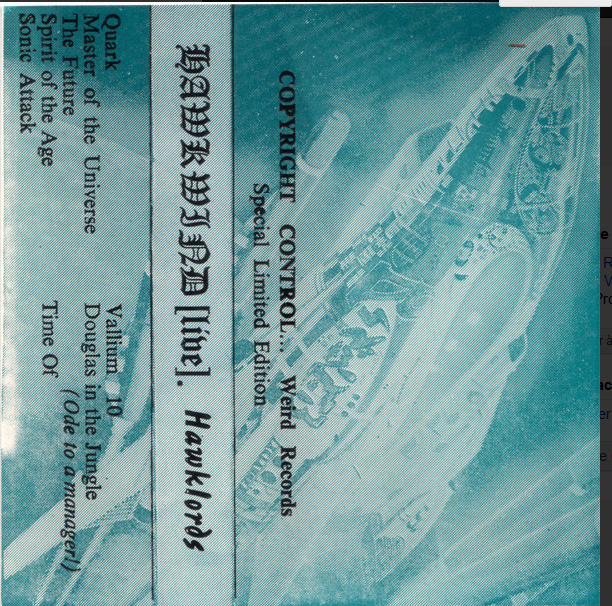 COPYRIGHT CONTROL... Weird Records
Special Limited Edition
HAWKWIND [live]. Hawklords
Quark
Master of the Universe
The Future
Spirit of the Age
Sonic Attack
Vallium 10
Douglas in the Jungle
(Ode to a manager!)
Time Of